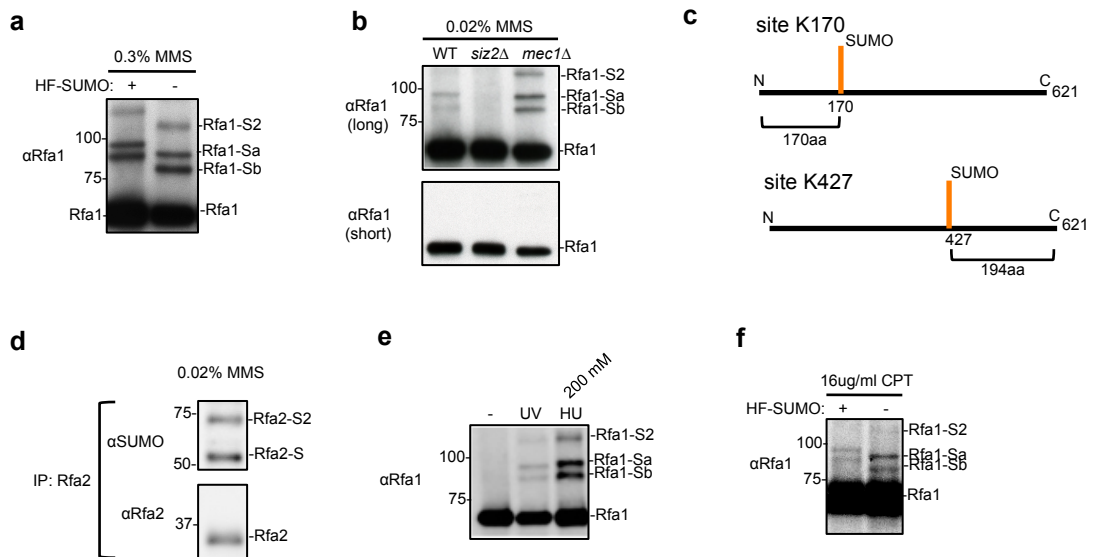 a
0.3% MMS
HF-SUMO: + -
αRfa1
100-
75-
Rfa1-
-Rfa1-S2
-Rfa1-Sa
-Rfa1-Sb
-Rfa1
b
0.02% MMS
WT siz2Δ mec1Δ
αRfa1
(long)
100-
75-
-Rfa1-S2
-Rfa1-Sa
-Rfa1-Sb
-Rfa1
αRfa1
(short)
-Rfa1
c
site K170
SUMO
N
C
621
170
170aa
site K427
SUMO
N
C
621
427
194aa
d
0.02% MMS
IP: Rfa2
αSUMO
75-
50-
-Rfa2-S2
-Rfa2-S
αRfa2
37-
-Rfa2
e
200 mM
- UV HU
αRfa1
100-
75-
-Rfa1-S2
-Rfa1-Sa
-Rfa1-Sb
-Rfa1
f
16ug/ml CPT
HF-SUMO: + -
αRfa1
100-
75-
-Rfa1-S2
-Rfa1-Sa
-Rfa1-Sb
-Rfa1